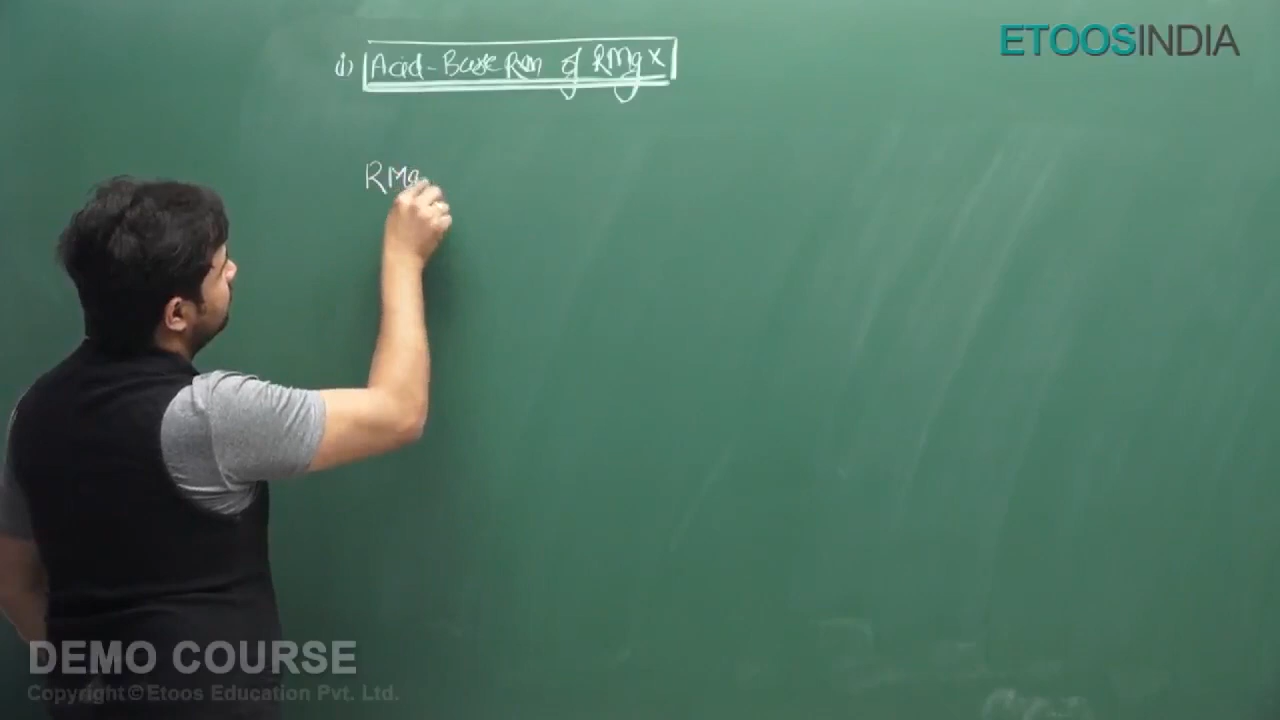 ETOOSINDIA
i) Acid-Base Rxn of RMgX
RMg
DEMO COURSE
Copyright © Etoos Education Pvt. Ltd.